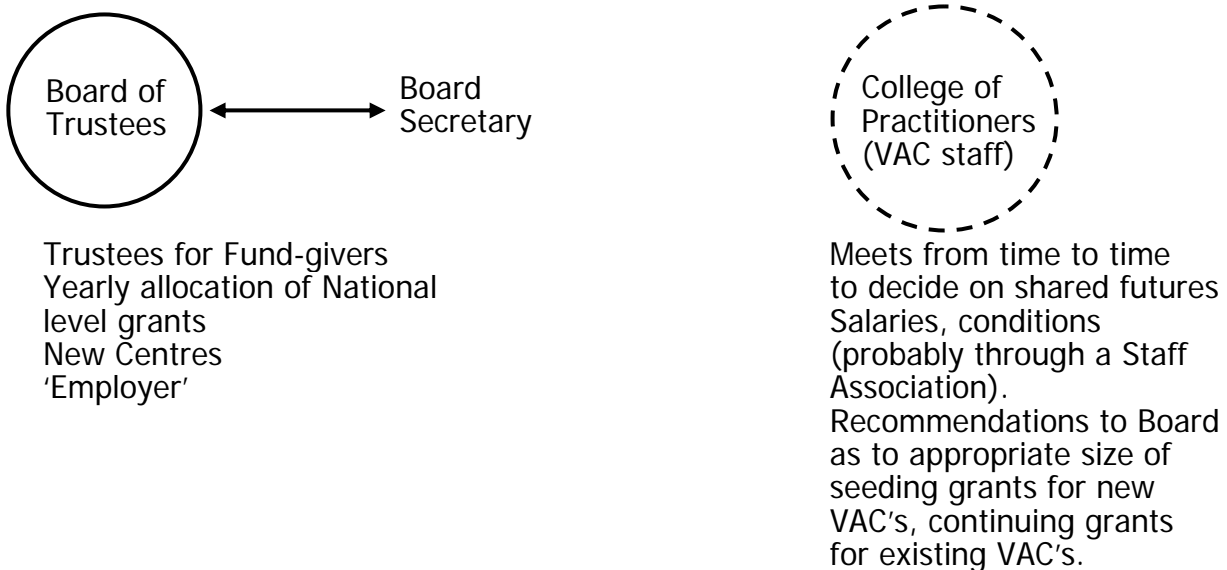 Board of
Trustees
Board
Secretary
College of
Practitioners
(VAC staff)
Trustees for Fund-givers
Yearly allocation of National
level grants
New Centres
‘Employer’
Meets from time to time
to decide on shared futures
Salaries, conditions
(probably through a Staff
Association).
Recommendations to Board
as to appropriate size of
seeding grants for new
VAC’s, continuing grants
for existing VAC’s.